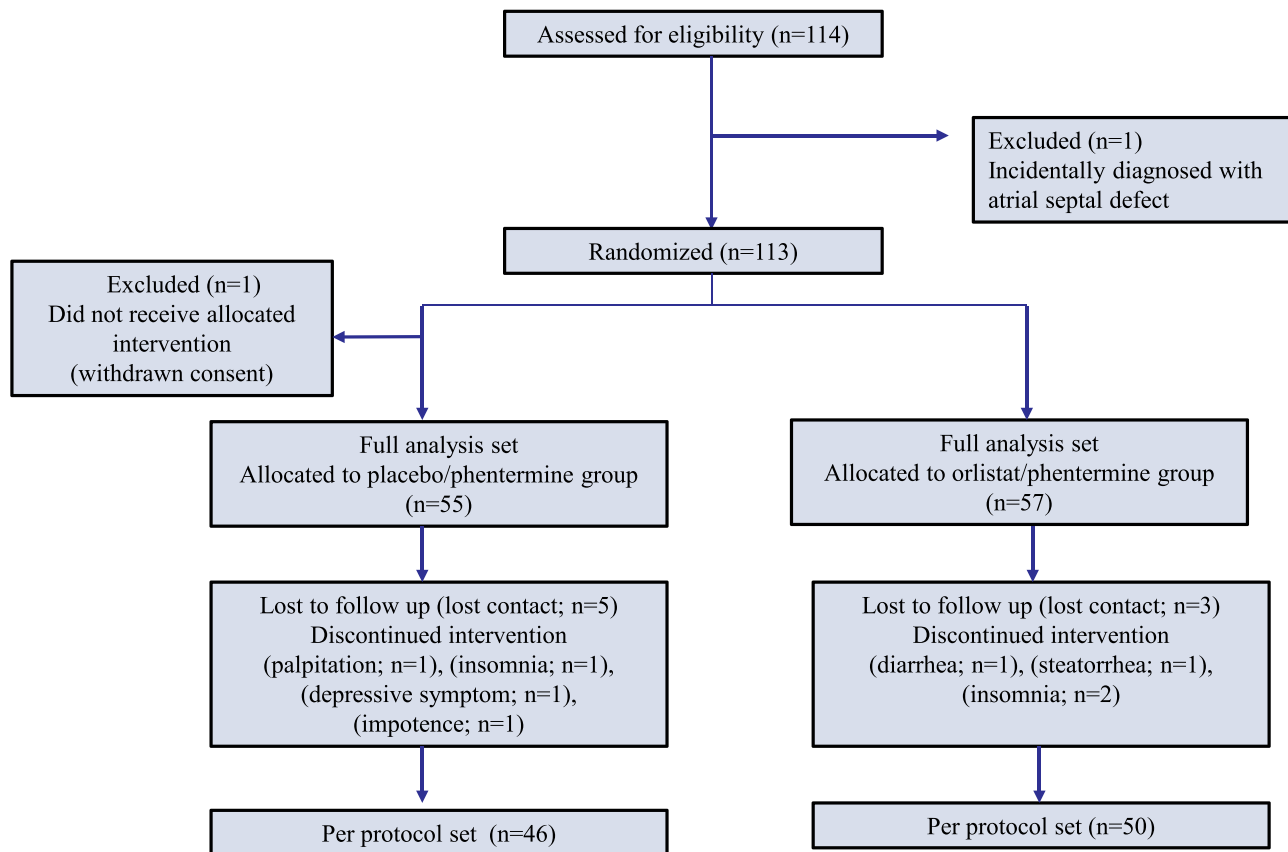 Assessed for eligibility (n=114)
Excluded (n=1)
Incidentally diagnosed with
atrial septal defect
Randomized (n=113)
Excluded (n=1)
Did not receive allocated
intervention
(withdrawn consent)
Full analysis set
Allocated to placebo/phentermine group
(n=55)
Full analysis set
Allocated to orlistat/phentermine group
(n=57)
Lost to follow up (lost contact; n=5)
Discontinued intervention
(palpitation; n=1), (insomnia; n=1),
(depressive symptom; n=1),
(impotence; n=1)
Lost to follow up (lost contact; n=3)
Discontinued intervention
(diarrhea; n=1), (steatorrhea; n=1),
(insomnia; n=2)
Per protocol set (n=46)
Per protocol set (n=50)